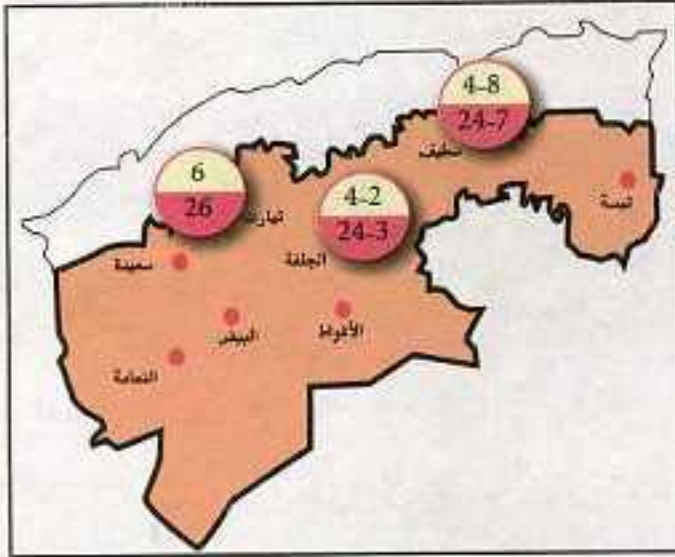 4-8
24-7
سطيف
6
26
تيارت
4-2
24-3
تبسة
سعيدة
الجلفة
البيض
الأغواط
النعامة